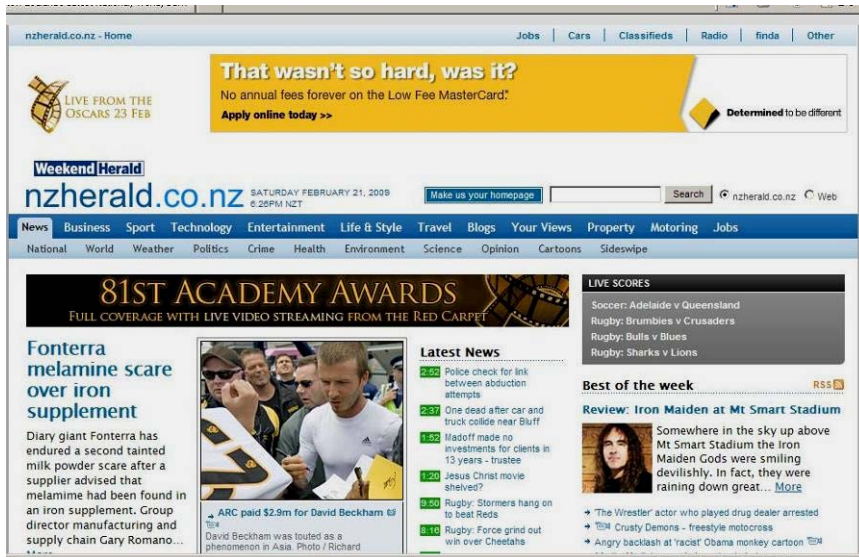 nzherald.co.nz - Home
Jobs | Cars | Classifieds | Radio | finda | Other
LIVE FROM THE
OSCARS 23 FEB
That wasn't so hard, was it?
No annual fees forever on the Low Fee MasterCard.
Apply online today >>
Determined to be different
Weekend Herald
nzherald.co.nz
SATURDAY FEBRUARY 21, 2009
6:26PM NZT
Make us your homepage
Search
nzherald.co.nz
Web
News Business Sport Technology Entertainment Life & Style Travel Blogs Your Views Property Motoring Jobs
National World Weather Politics Crime Health Environment Science Opinion Cartoons Sideswipe
81ST ACADEMY AWARDS
FULL COVERAGE WITH LIVE VIDEO STREAMING FROM THE RED CARPET
Fonterra
melamine scare
over iron
supplement
Diary giant Fonterra has
endured a second tainted
milk powder scare after a
supplier advised that
melamime had been found in
an iron supplement. Group
director manufacturing and
supply chain Gary Romano...
ARC paid $2.9m for David Beckham
David Beckham was touted as a
phenomenon in Asia. Photo / Richard
Latest News
2:52 Police check for link
between abduction
attempts
2:37 One dead after car and
truck collide near Bluff
1:52 Madoff made no
investments for clients in
13 years - trustee
1:20 Jesus Christ movie
shelved?
9:50 Rugby: Stormers hang on
to beat Reds
8:16 Rugby: Force grind out
win over Cheetahs
LIVE SCORES
Soccer: Adelaide v Queensland
Rugby: Brumbies v Crusaders
Rugby: Bulls v Blues
Rugby: Sharks v Lions
Best of the week
RSS
Review: Iron Maiden at Mt Smart Stadium
Somewhere in the sky up above
Mt Smart Stadium the Iron
Maiden Gods were smiling
devilishly. In fact, they were
raining down great... More
'The Wrestler' actor who played drug dealer arrested
Crusty Demons - freestyle motocross
Angry backlash at 'racist' Obama monkey cartoon